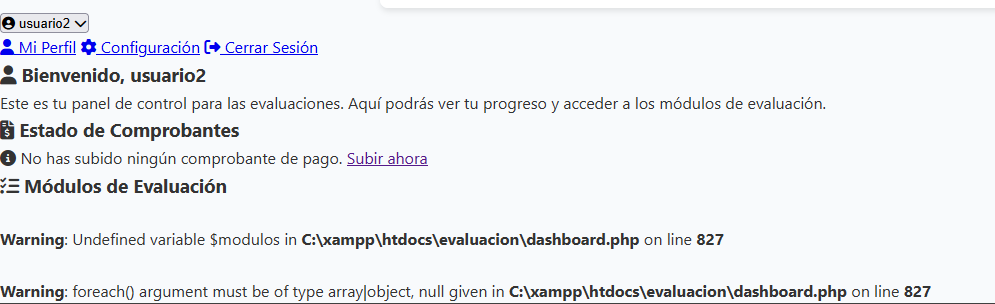 usuario2
Mi Perfil Configuración Cerrar Sesión
Bienvenido, usuario2
Este es tu panel de control para las evaluaciones. Aquí podrás ver tu progreso y acceder a los módulos de evaluación.
Estado de Comprobantes
No has subido ningún comprobante de pago. Subir ahora
Módulos de Evaluación
Warning: Undefined variable $modulos in C:\xampp\htdocs\evaluacion\dashboard.php on line 827
Warning: foreach() argument must be of type array|object, null given in C:\xampp\htdocs\evaluacion\dashboard.php on line 827